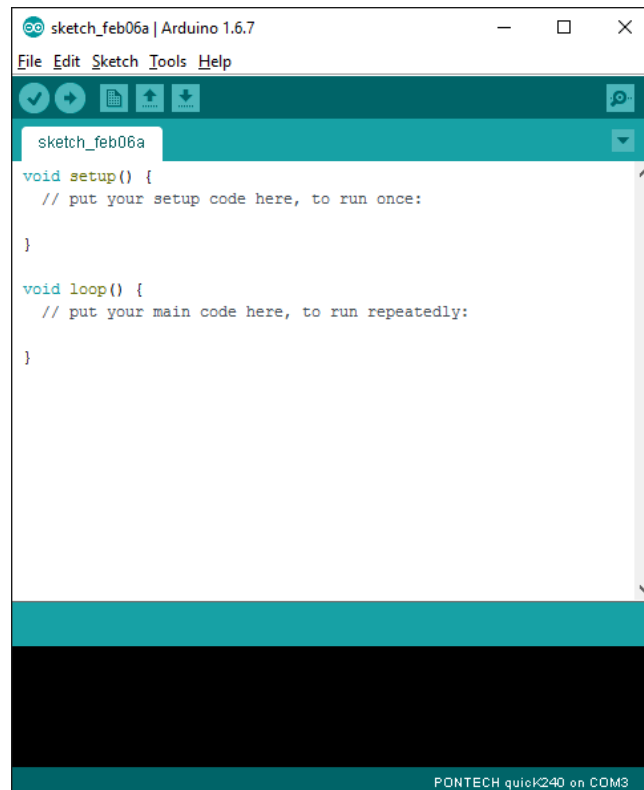 sketch_feb06a | Arduino 1.6.7
File Edit Sketch Tools Help
sketch_feb06a
void setup() {
  // put your setup code here, to run once:
}
void loop() {
  // put your main code here, to run repeatedly:
}
PONTECH quick240 on COM3